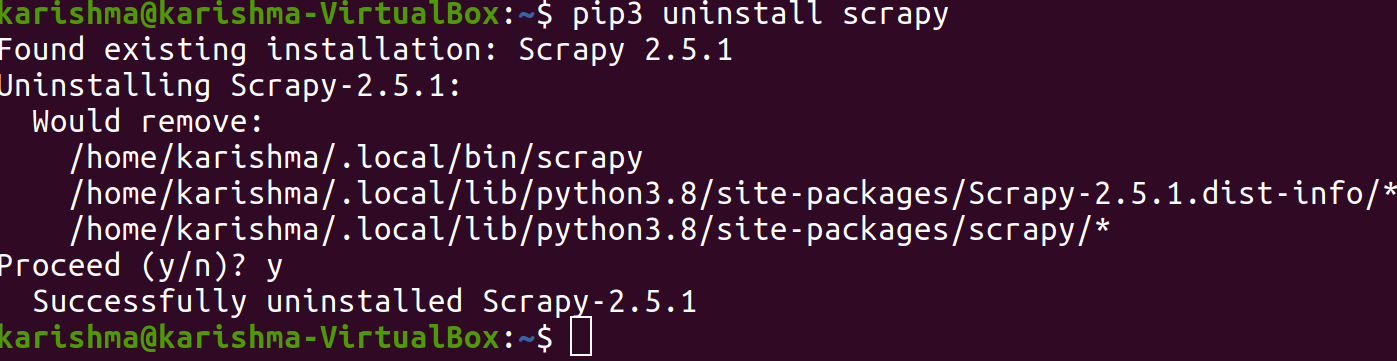 karishma@karishma-VirtualBox:~$ pip3 uninstall scrapy
Found existing installation: Scrapy 2.5.1
Uninstalling Scrapy-2.5.1:
  Would remove:
    /home/karishma/.local/bin/scrapy
    /home/karishma/.local/lib/python3.8/site-packages/Scrapy-2.5.1.dist-info/*
    /home/karishma/.local/lib/python3.8/site-packages/scrapy/*
Proceed (y/n)? y
  Successfully uninstalled Scrapy-2.5.1
karishma@karishma-VirtualBox:~$